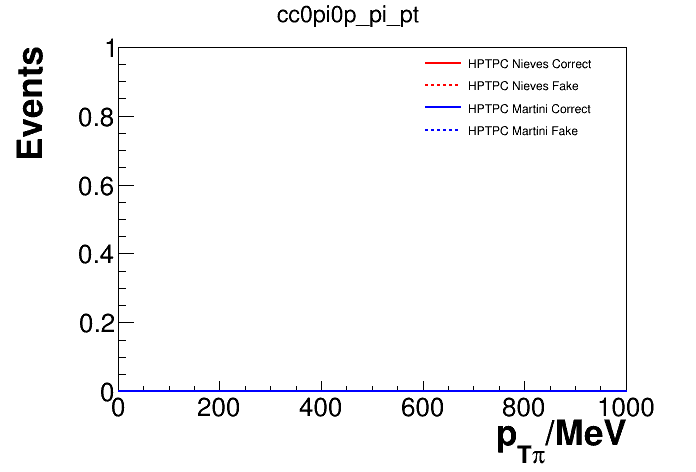 cc0pi0p_pi_pt
Events
1
0.8
0.6
0.4
0.2
0
HPTPC Nieves Correct
HPTPC Nieves Fake
HPTPC Martini Correct
HPTPC Martini Fake
0 200 400 600 800 1000
p_Tπ/MeV